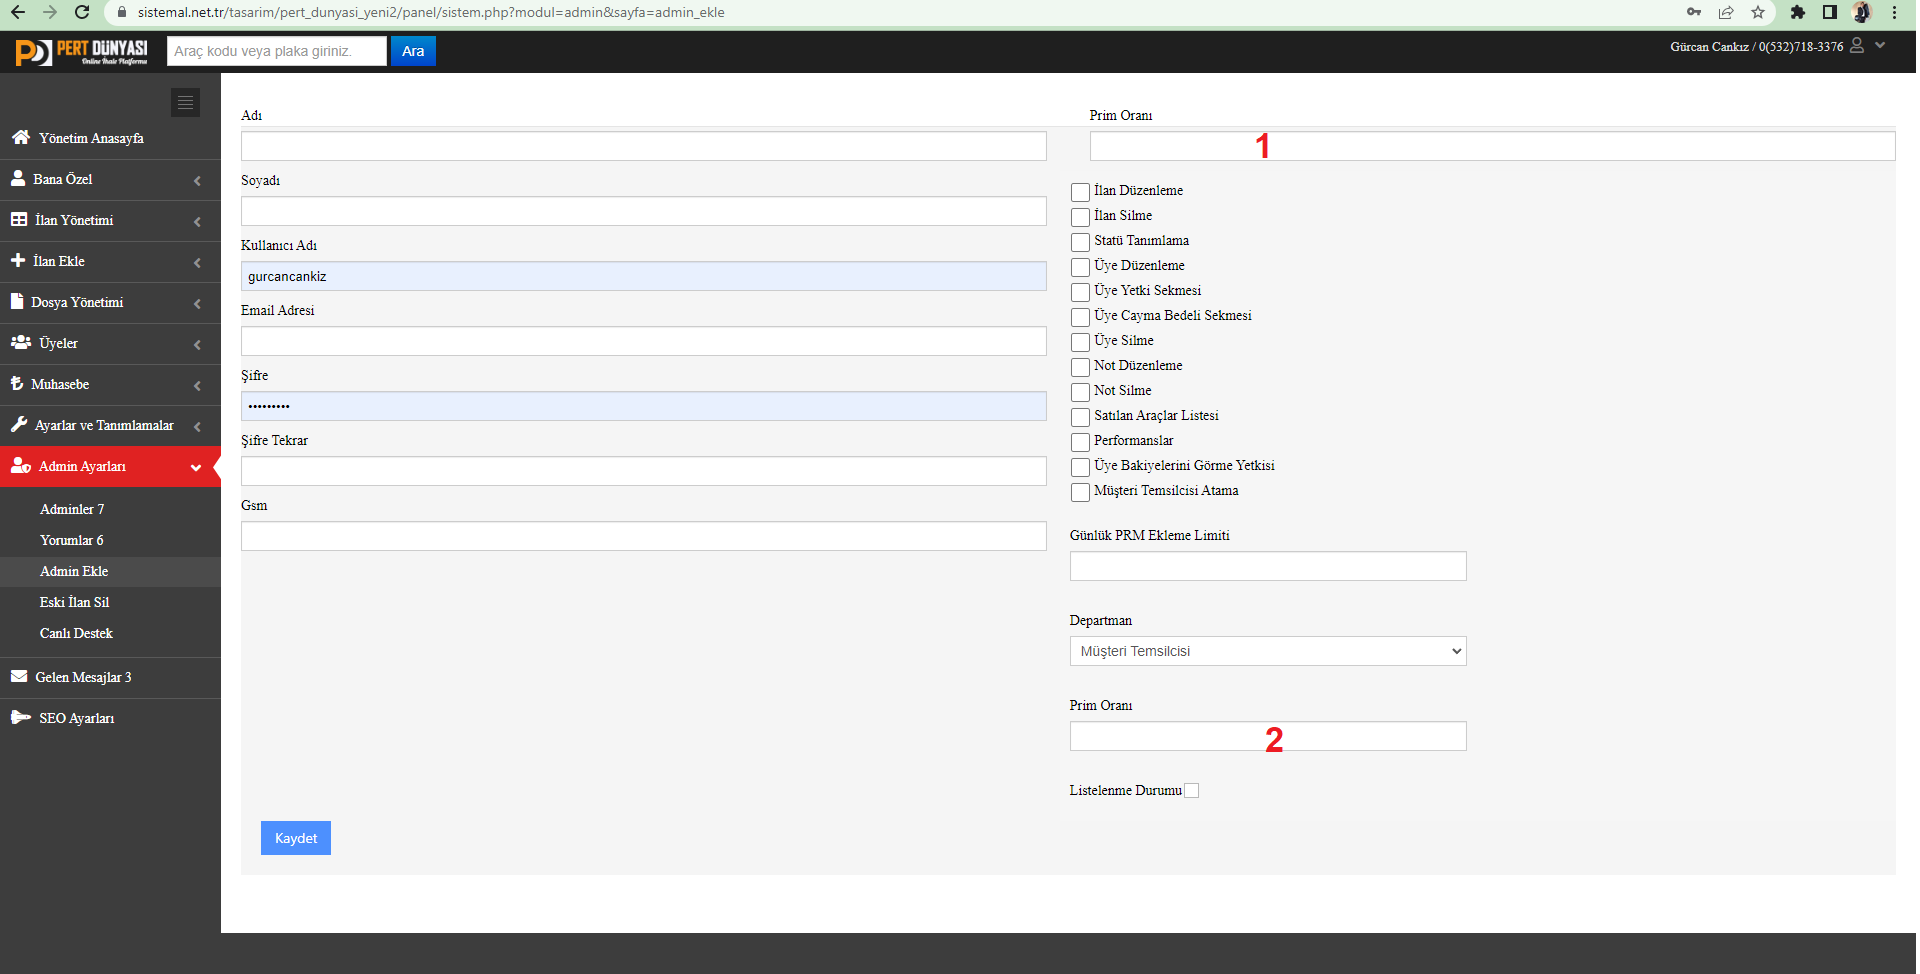 sistemal.net.tr/tasarim/pert_dunyasi_yeni2/panel/sistem.php?modul=admin&sayfa=admin_ekle
PERT DÜNYASI
Online İhale Platformu
Araç kodu veya plaka giriniz.
Ara
Gürcan Cankız / 0(532)718-3376
Yönetim Anasayfa
Bana Özel
İlan Yönetimi
İlan Ekle
Dosya Yönetimi
Üyeler
Muhasebe
Ayarlar ve Tanımlamalar
Admin Ayarları
Adminler 7
Yorumlar 6
Admin Ekle
Eski İlan Sil
Canlı Destek
Gelen Mesajlar 3
SEO Ayarları
Adı
Soyadı
Kullanıcı Adı
gurcancankiz
Email Adresi
Şifre
•••••••••
Şifre Tekrar
Gsm
Kaydet
Prim Oranı
1
İlan Düzenleme
İlan Silme
Statü Tanımlama
Üye Düzenleme
Üye Yetki Sekmesi
Üye Cayma Bedeli Sekmesi
Üye Silme
Not Düzenleme
Not Silme
Satılan Araçlar Listesi
Performanslar
Üye Bakiyelerini Görme Yetkisi
Müşteri Temsilcisi Atama
Günlük PRM Ekleme Limiti
Departman
Müşteri Temsilcisi
Prim Oranı
2
Listelenme Durumu